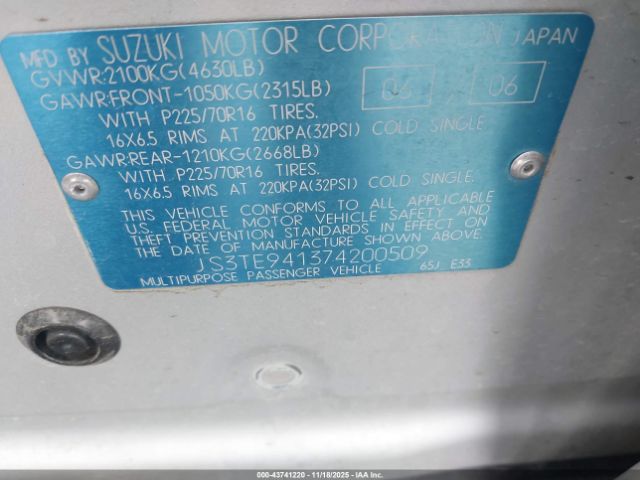 MFD BY SUZUKI MOTOR CORPORATION JAPAN
GVWR:2100KG(4630LB)
GAWR:FRONT-1050KG(2315LB) 06 06
WITH P225/70R16 TIRES.
16X6.5 RIMS AT 220KPA(32PSI) COLD SINGLE
GAWR:REAR-1210KG(2668LB)
WITH P225/70R16 TIRES.
16X6.5 RIMS AT 220KPA(32PSI) COLD SINGLE.
THIS VEHICLE CONFORMS TO ALL APPLICABLE
U.S. FEDERAL MOTOR VEHICLE SAFETY AND
THEFT PREVENTION STANDARDS IN EFFECT ON
THE DATE OF MANUFACTURE SHOWN ABOVE.
JS3TE941374200509
MULTIPURPOSE PASSENGER VEHICLE 65J E33
000-43741220 - 11/18/2025 - IAA Corp.